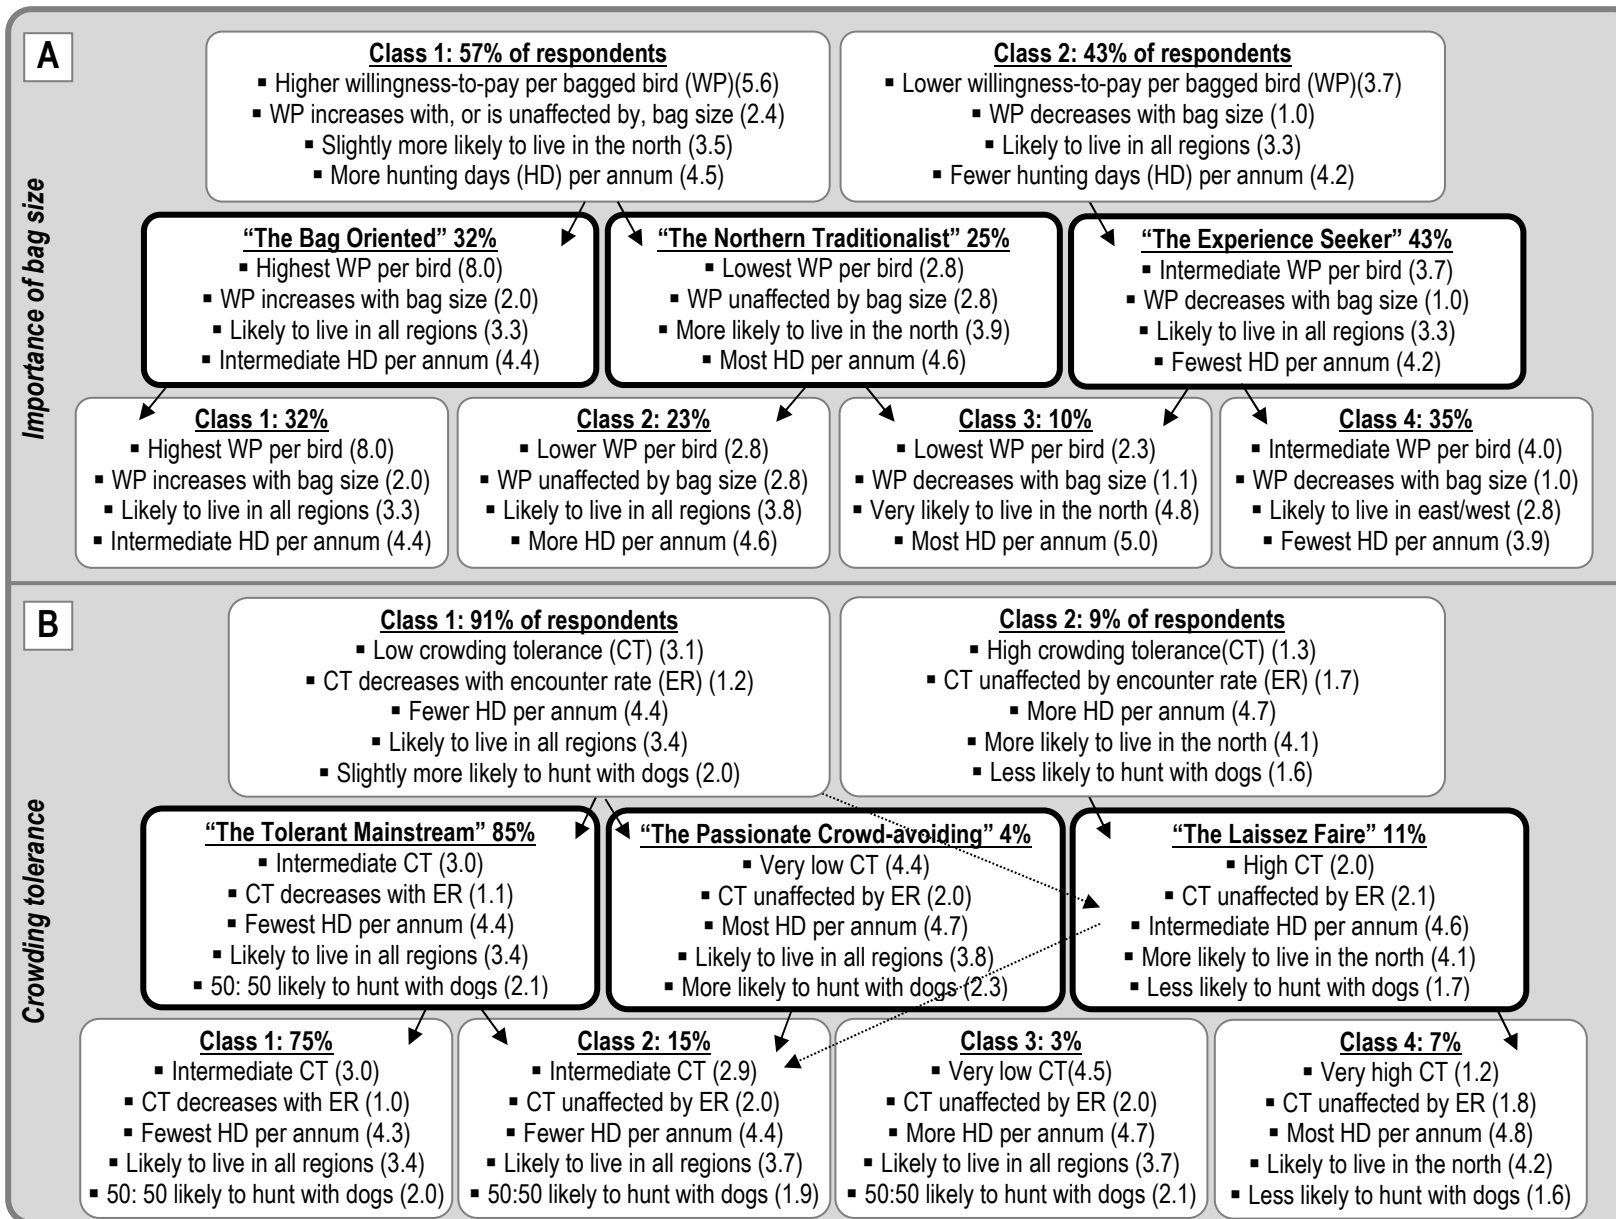 A
Importance of bag size
Class 1: 57% of respondents
▪ Higher willingness-to-pay per bagged bird (WP)(5.6)
▪ WP increases with, or is unaffected by, bag size (2.4)
▪ Slightly more likely to live in the north (3.5)
▪ More hunting days (HD) per annum (4.5)
Class 2: 43% of respondents
▪ Lower willingness-to-pay per bagged bird (WP)(3.7)
▪ WP decreases with bag size (1.0)
▪ Likely to live in all regions (3.3)
▪ Fewer hunting days (HD) per annum (4.2)
“The Bag Oriented” 32%
▪ Highest WP per bird (8.0)
▪ WP increases with bag size (2.0)
▪ Likely to live in all regions (3.3)
▪ Intermediate HD per annum (4.4)
“The Northern Traditionalist” 25%
▪ Lowest WP per bird (2.8)
▪ WP unaffected by bag size (2.8)
▪ More likely to live in the north (3.9)
▪ Most HD per annum (4.6)
“The Experience Seeker” 43%
▪ Intermediate WP per bird (3.7)
▪ WP decreases with bag size (1.0)
▪ Likely to live in all regions (3.3)
▪ Fewest HD per annum (4.2)
Class 1: 32%
▪ Highest WP per bird (8.0)
▪ WP increases with bag size (2.0)
▪ Likely to live in all regions (3.3)
▪ Intermediate HD per annum (4.4)
Class 2: 23%
▪ Lower WP per bird (2.8)
▪ WP unaffected by bag size (2.8)
▪ Likely to live in all regions (3.8)
▪ More HD per annum (4.6)
Class 3: 10%
▪ Lowest WP per bird (2.3)
▪ WP decreases with bag size (1.1)
▪ Very likely to live in the north (4.8)
▪ Most HD per annum (5.0)
Class 4: 35%
▪ Intermediate WP per bird (4.0)
▪ WP decreases with bag size (1.0)
▪ Likely to live in east/west (2.8)
▪ Fewest HD per annum (3.9)
B
Crowding tolerance
Class 1: 91% of respondents
▪ Low crowding tolerance (CT) (3.1)
▪ CT decreases with encounter rate (ER) (1.2)
▪ Fewer HD per annum (4.4)
▪ Likely to live in all regions (3.4)
▪ Slightly more likely to hunt with dogs (2.0)
Class 2: 9% of respondents
▪ High crowding tolerance(CT) (1.3)
▪ CT unaffected by encounter rate (ER) (1.7)
▪ More HD per annum (4.7)
▪ More likely to live in the north (4.1)
▪ Less likely to hunt with dogs (1.6)
“The Tolerant Mainstream” 85%
▪ Intermediate CT (3.0)
▪ CT decreases with ER (1.1)
▪ Fewest HD per annum (4.4)
▪ Likely to live in all regions (3.4)
▪ 50: 50 likely to hunt with dogs (2.1)
“The Passionate Crowd-avoiding” 4%
▪ Very low CT (4.4)
▪ CT unaffected by ER (2.0)
▪ Most HD per annum (4.7)
▪ Likely to live in all regions (3.8)
▪ More likely to hunt with dogs (2.3)
“The Laissez Faire” 11%
▪ High CT (2.0)
▪ CT unaffected by ER (2.1)
▪ Intermediate HD per annum (4.6)
▪ More likely to live in the north (4.1)
▪ Less likely to hunt with dogs (1.7)
Class 1: 75%
▪ Intermediate CT (3.0)
▪ CT decreases with ER (1.0)
▪ Fewest HD per annum (4.3)
▪ Likely to live in all regions (3.4)
▪ 50: 50 likely to hunt with dogs (2.0)
Class 2: 15%
▪ Intermediate CT (2.9)
▪ CT unaffected by ER (2.0)
▪ Fewer HD per annum (4.4)
▪ Likely to live in all regions (3.7)
▪ 50:50 likely to hunt with dogs (1.9)
Class 3: 3%
▪ Very low CT(4.5)
▪ CT unaffected by ER (2.0)
▪ More HD per annum (4.7)
▪ Likely to live in all regions (3.7)
▪ 50:50 likely to hunt with dogs (2.1)
Class 4: 7%
▪ Very high CT (1.2)
▪ CT unaffected by ER (1.8)
▪ Most HD per annum (4.8)
▪ Likely to live in the north (4.2)
▪ Less likely to hunt with dogs (1.6)